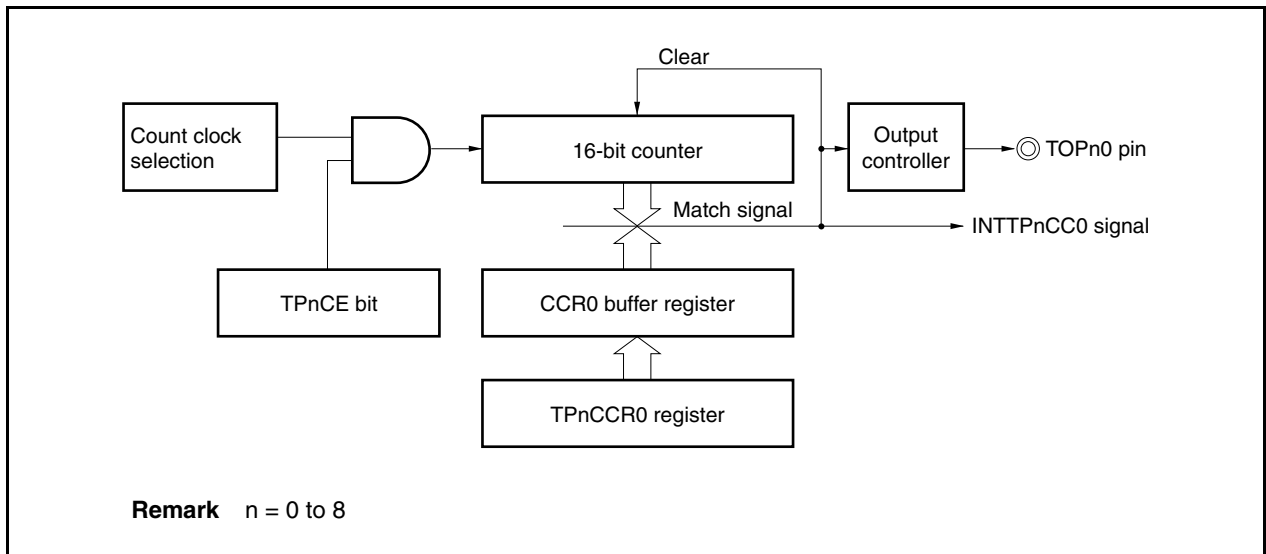 Clear
Count clock
selection
16-bit counter
Output
controller
TOPn0 pin
Match signal
INTTPnCC0 signal
TPnCE bit
CCR0 buffer register
TPnCCR0 register
Remark n = 0 to 8